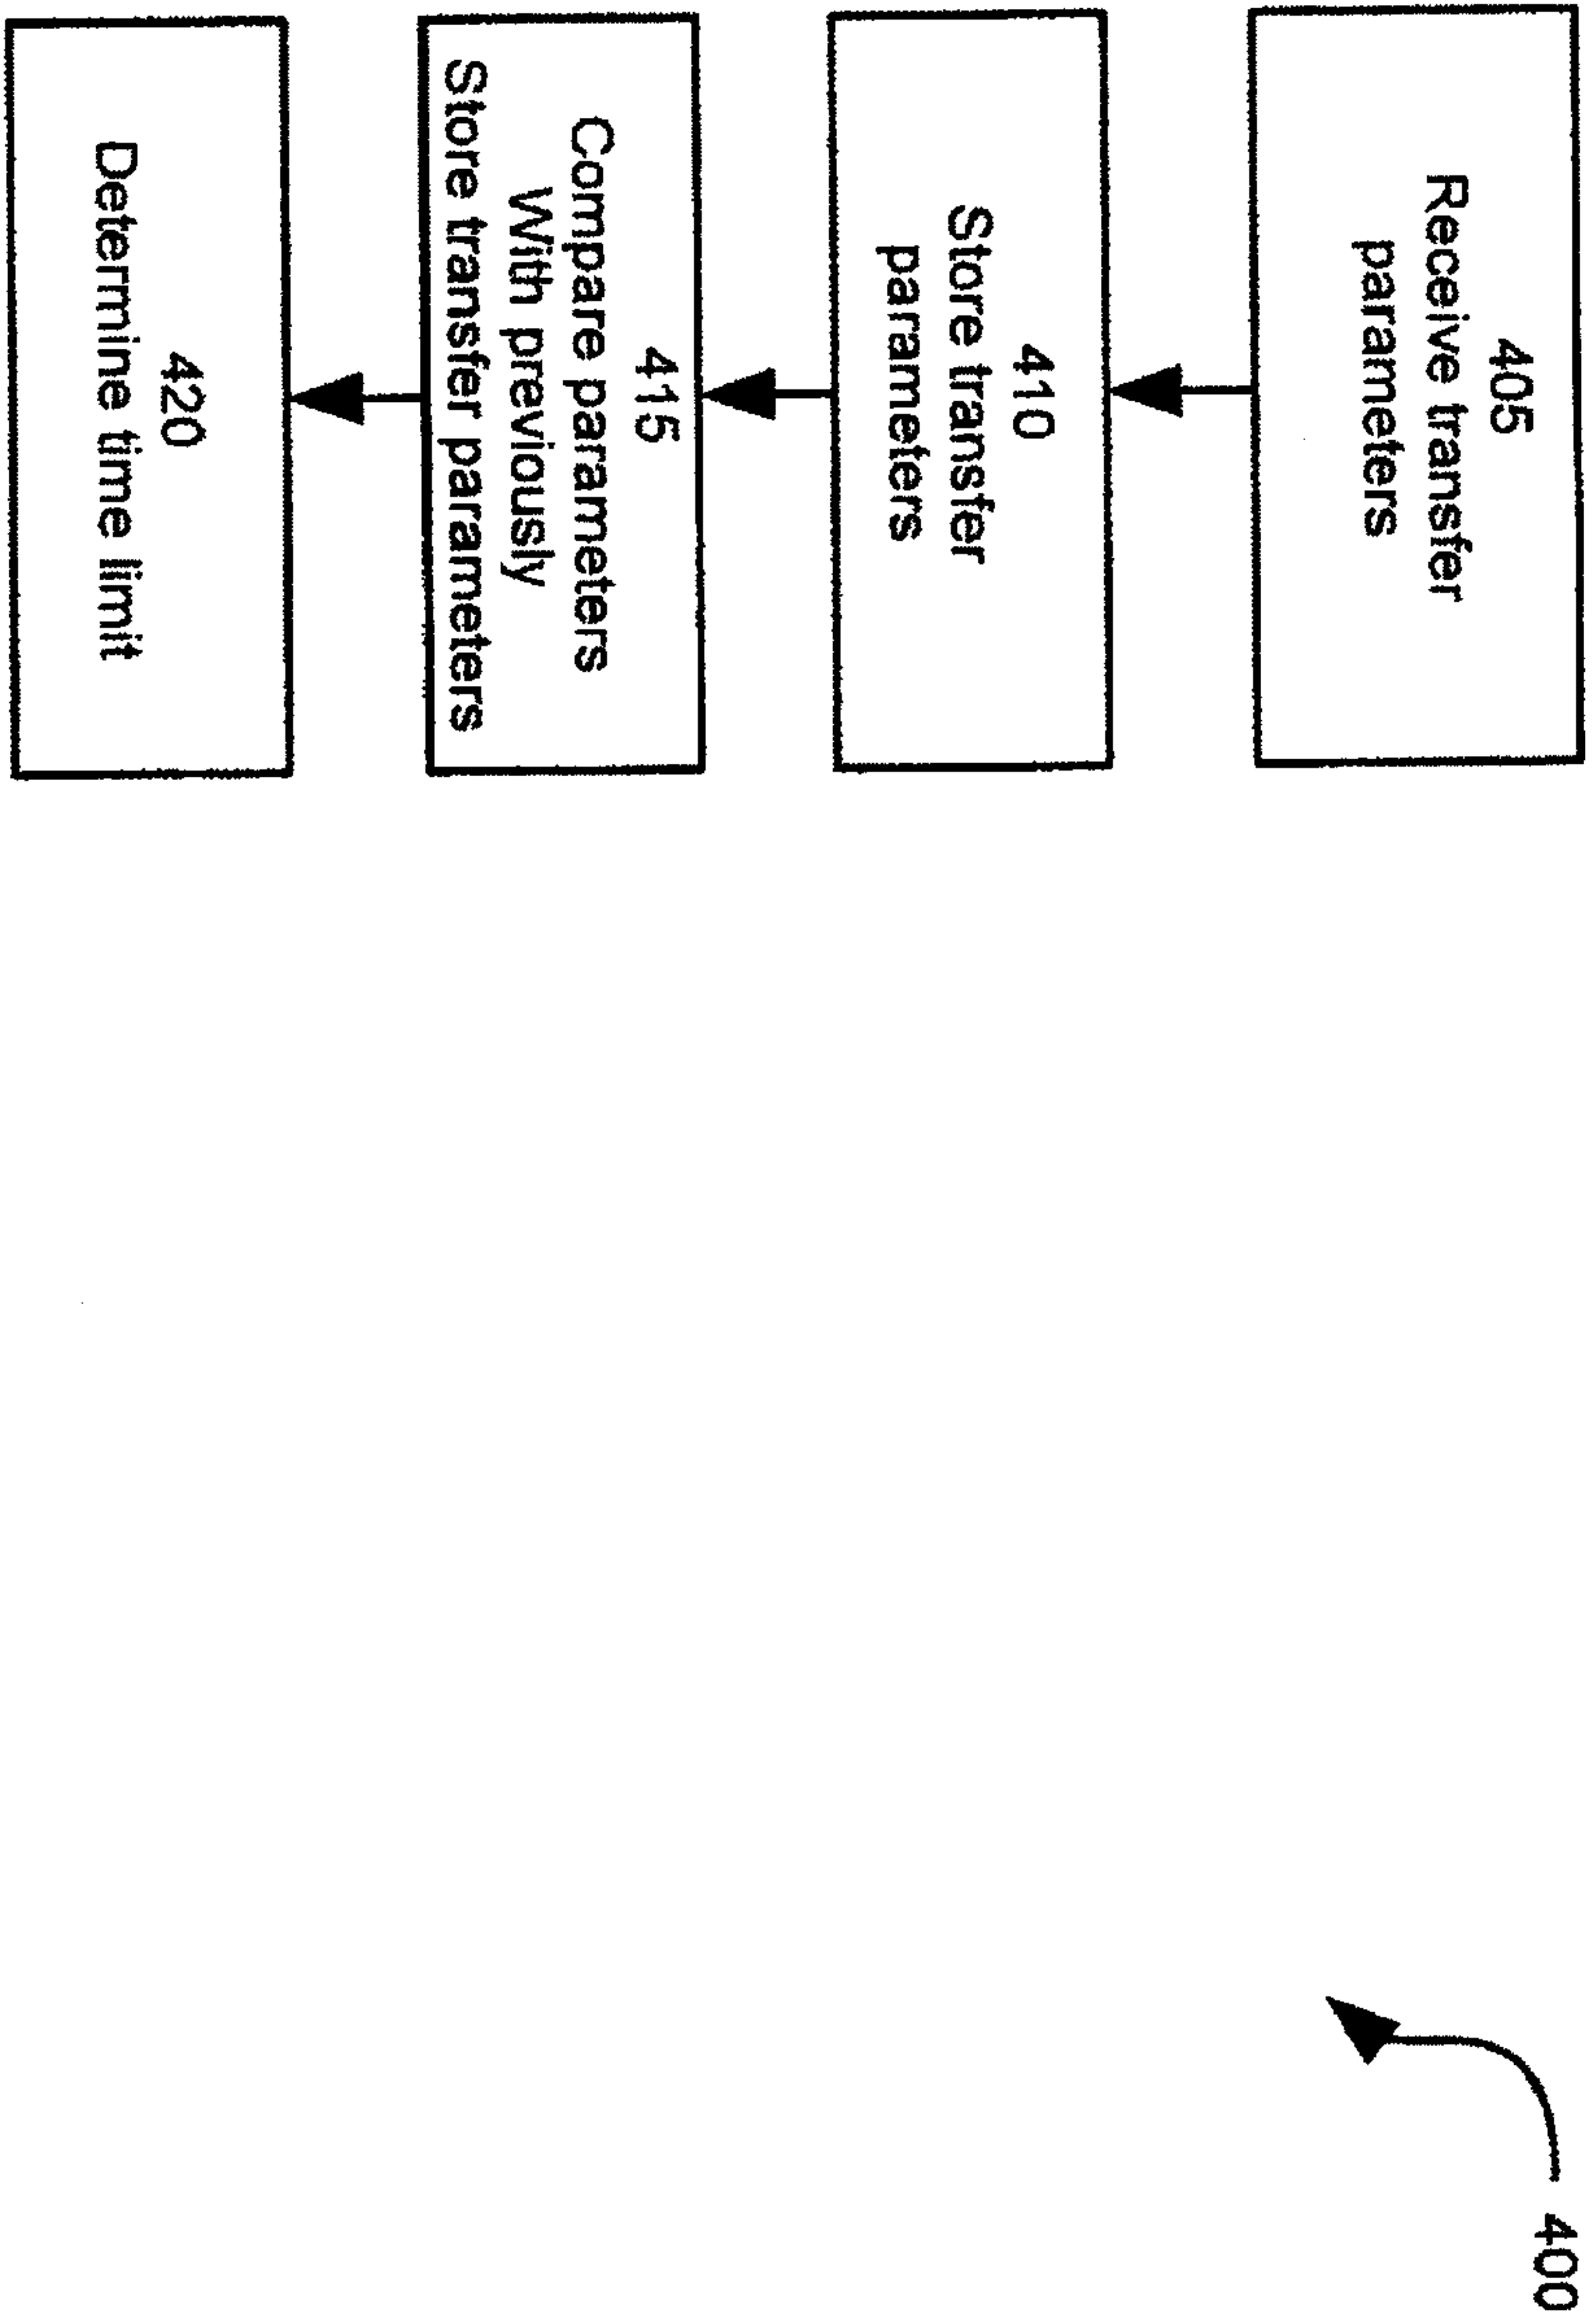 400
405
Receive transfer
parameters
410
Store transfer
parameters
415
Compare parameters
With previously
Store transfer parameters
420
Determine time limit